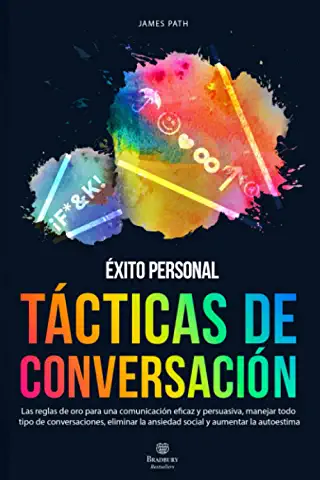 JAMES PATH
¡F*&K!
ÉXITO PERSONAL
TÁCTICAS DE
CONVERSACIÓN
Las reglas de oro para una comunicación eficaz y persuasiva, manejar todo
tipo de conversaciones, eliminar la ansiedad social y aumentar la autoestima
BRADBURY
Bestsellers